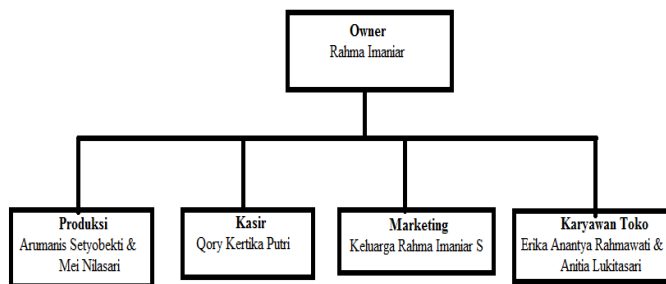 Owner
Rahma Imaniar
Produksi
Arumanis Setyobekti &
Mei Nilasari
Kasir
Qory Kertika Putri
Marketing
Keluarga Rahma Imaniar S
Karyawan Toko
Erika Anantya Rahmawati &
Anitia Lukitasari